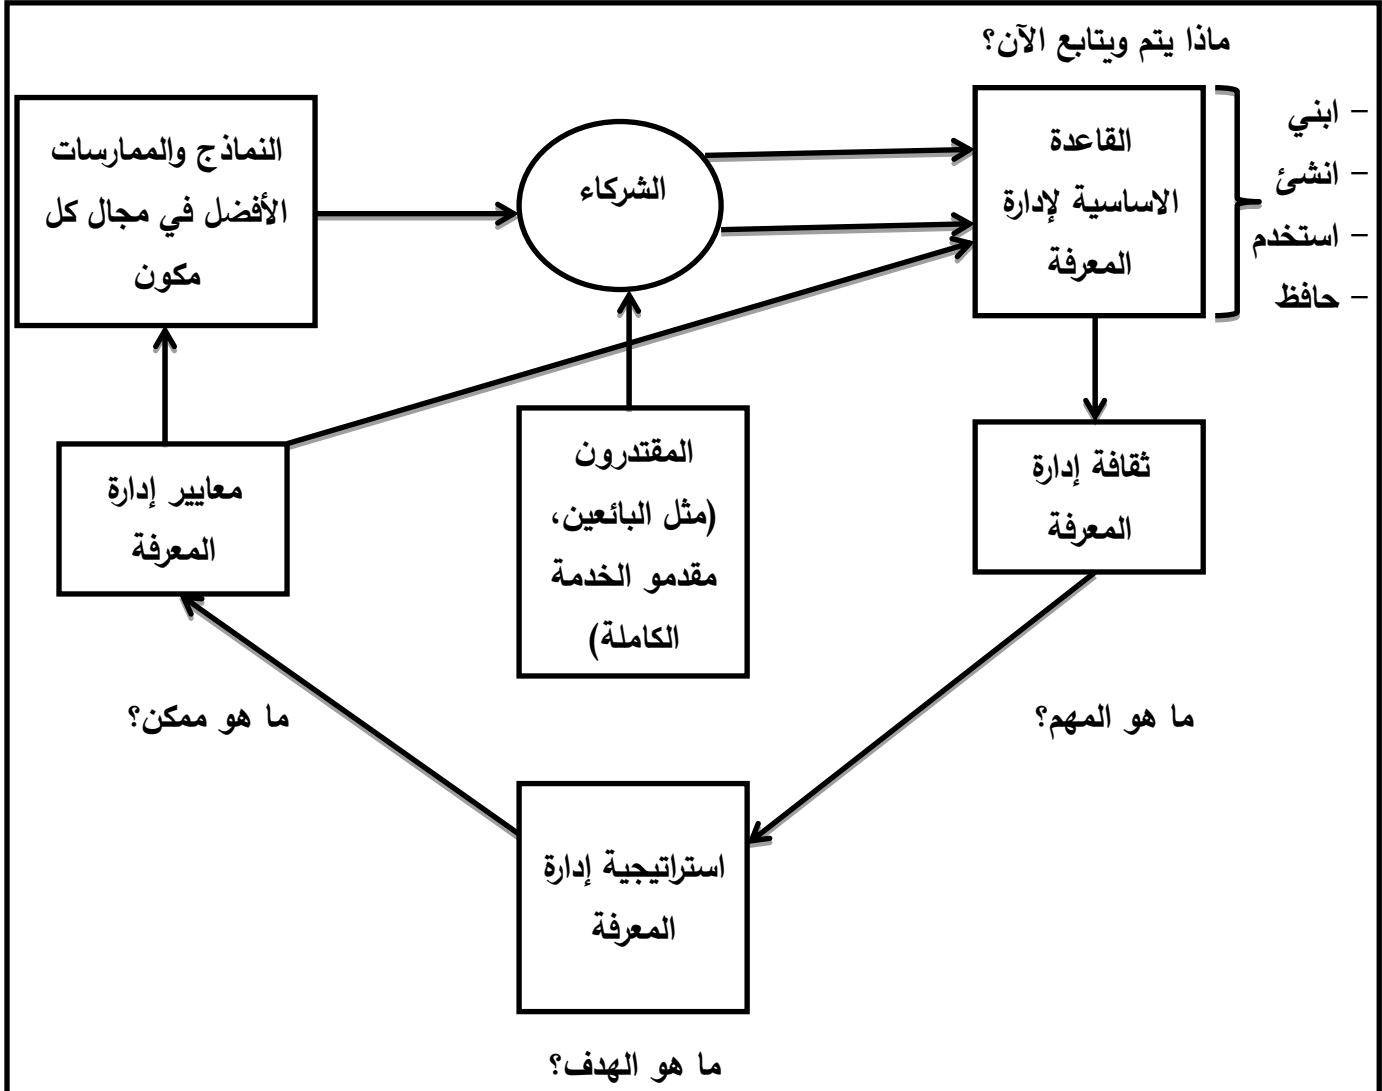 ماذا يتم ويتابع الآن؟
القاعدة
الاساسية لإدارة
المعرفة
- ابني
- انشئ
- استخدم
- حافظ
الشركاء
النماذج والممارسات
الأفضل في مجال كل
مكون
ثقافة إدارة
المعرفة
المقتدرون
(مثل البائعين،
مقدمو الخدمة
الكاملة)
معايير إدارة
المعرفة
ما هو المهم؟
ما هو ممكن؟
استراتيجية إدارة
المعرفة
ما هو الهدف؟